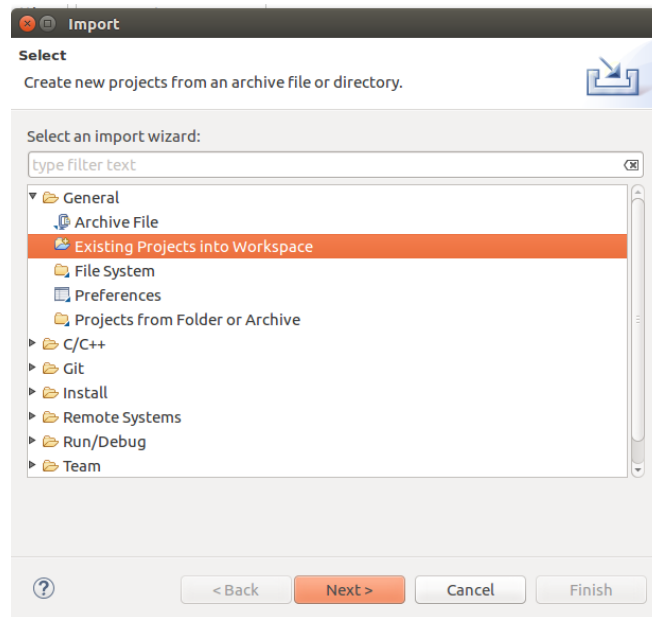 Import
Select
Create new projects from an archive file or directory.
Select an import wizard:
type filter text
General
Archive File
Existing Projects into Workspace
File System
Preferences
Projects from Folder or Archive
C/C++
Git
Install
Remote Systems
Run/Debug
Team
? < Back Next > Cancel Finish